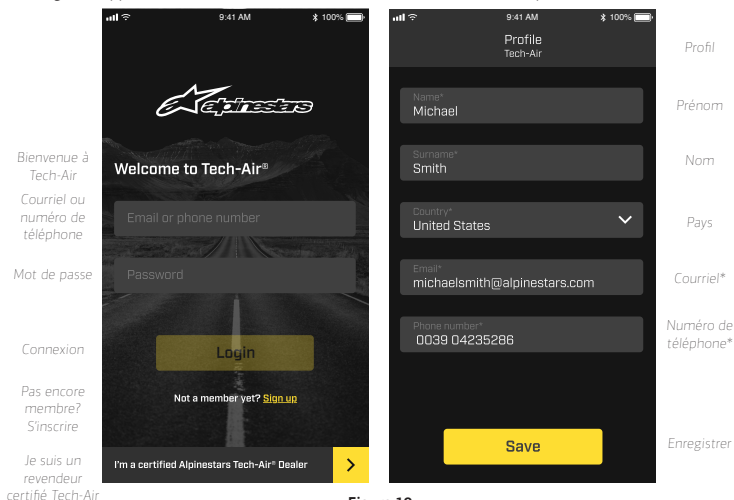 9:41 AM
100%
alpinestars
Bienvenue à
Tech-Air
Welcome to Tech-Air®
Courriel ou
numéro de
téléphone
Email or phone number
Mot de passe
Password
Connexion
Login
Pas encore
membre?
S'inscrire
Not a member yet? Sign up
Je suis un
revendeur
certifié Tech-Air
I'm a certified Alpinestars Tech-Air® Dealer
9:41 AM
100%
Profile
Tech-Air
Profil
Name*
Michael
Prénom
Surname*
Smith
Nom
Country*
United States
Pays
Email*
michaelsmith@alpinestars.com
Courriel*
Phone number*
0039 04235286
Numéro de
téléphone*
Save
Enregistrer